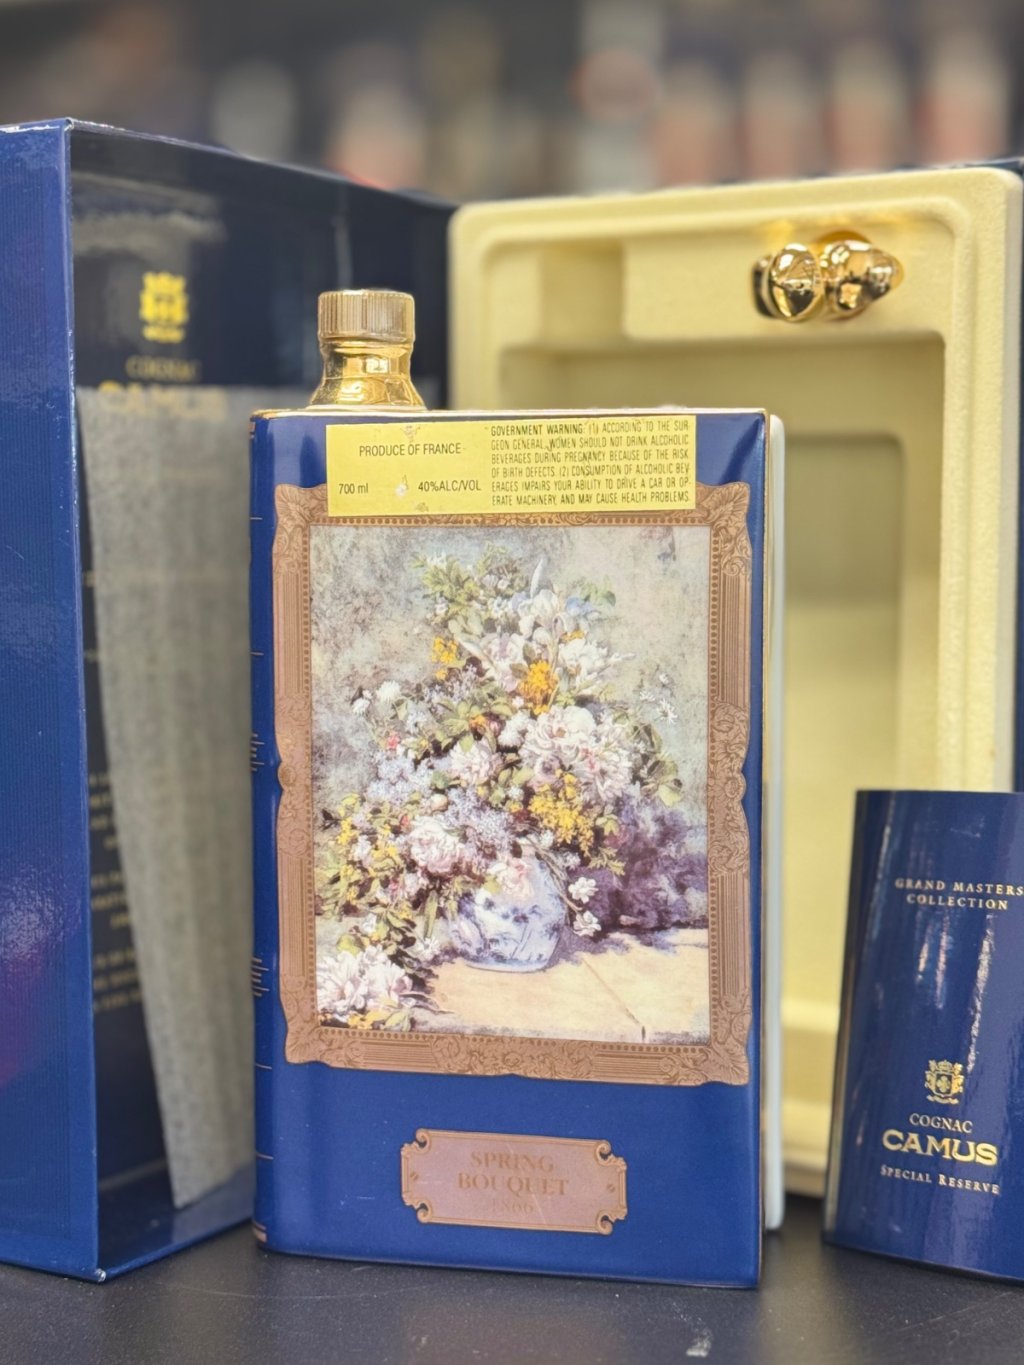 COGNAC
CAMUS
PRODUCE OF FRANCE
700 ml 40%ALC/VOL
GOVERNMENT WARNING: (1) ACCORDING TO THE SUR-
GEON GENERAL, WOMEN SHOULD NOT DRINK ALCOHOLIC
BEVERAGES DURING PREGNANCY BECAUSE OF THE RISK
OF BIRTH DEFECTS. (2) CONSUMPTION OF ALCOHOLIC BEV
ERAGES IMPAIRS YOUR ABILITY TO DRIVE A CAR OR OP-
ERATE MACHINERY, AND MAY CAUSE HEALTH PROBLEMS.
SPRING
BOUQUET
1866
GRAND MASTERS
COLLECTION
COGNAC
CAMUS
SPECIAL RESERVE